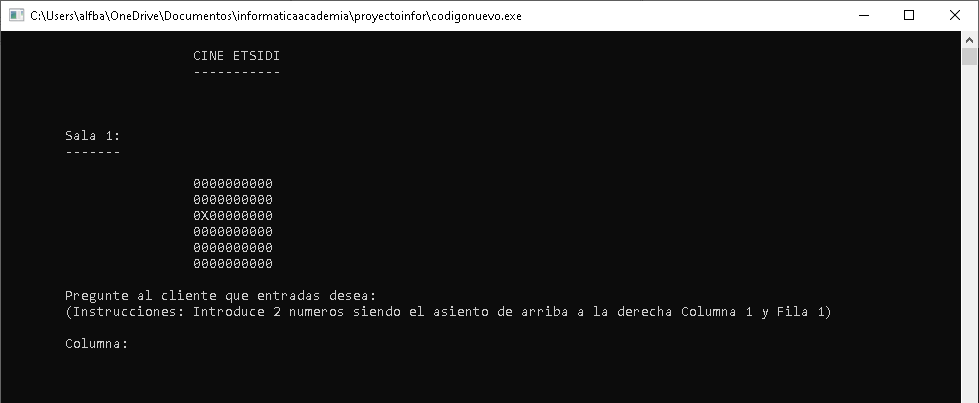 C:\Users\alfba\OneDrive\Documentos\informaticaacademia\proyectoinfor\codigonuevo.exe
CINE ETSIDI
-----------
Sala 1:
-------
0000000000
0000000000
0X00000000
0000000000
0000000000
0000000000
Pregunte al cliente que entradas desea:
(Instrucciones: Introduce 2 numeros siendo el asiento de arriba a la derecha Columna 1 y Fila 1)
Columna: